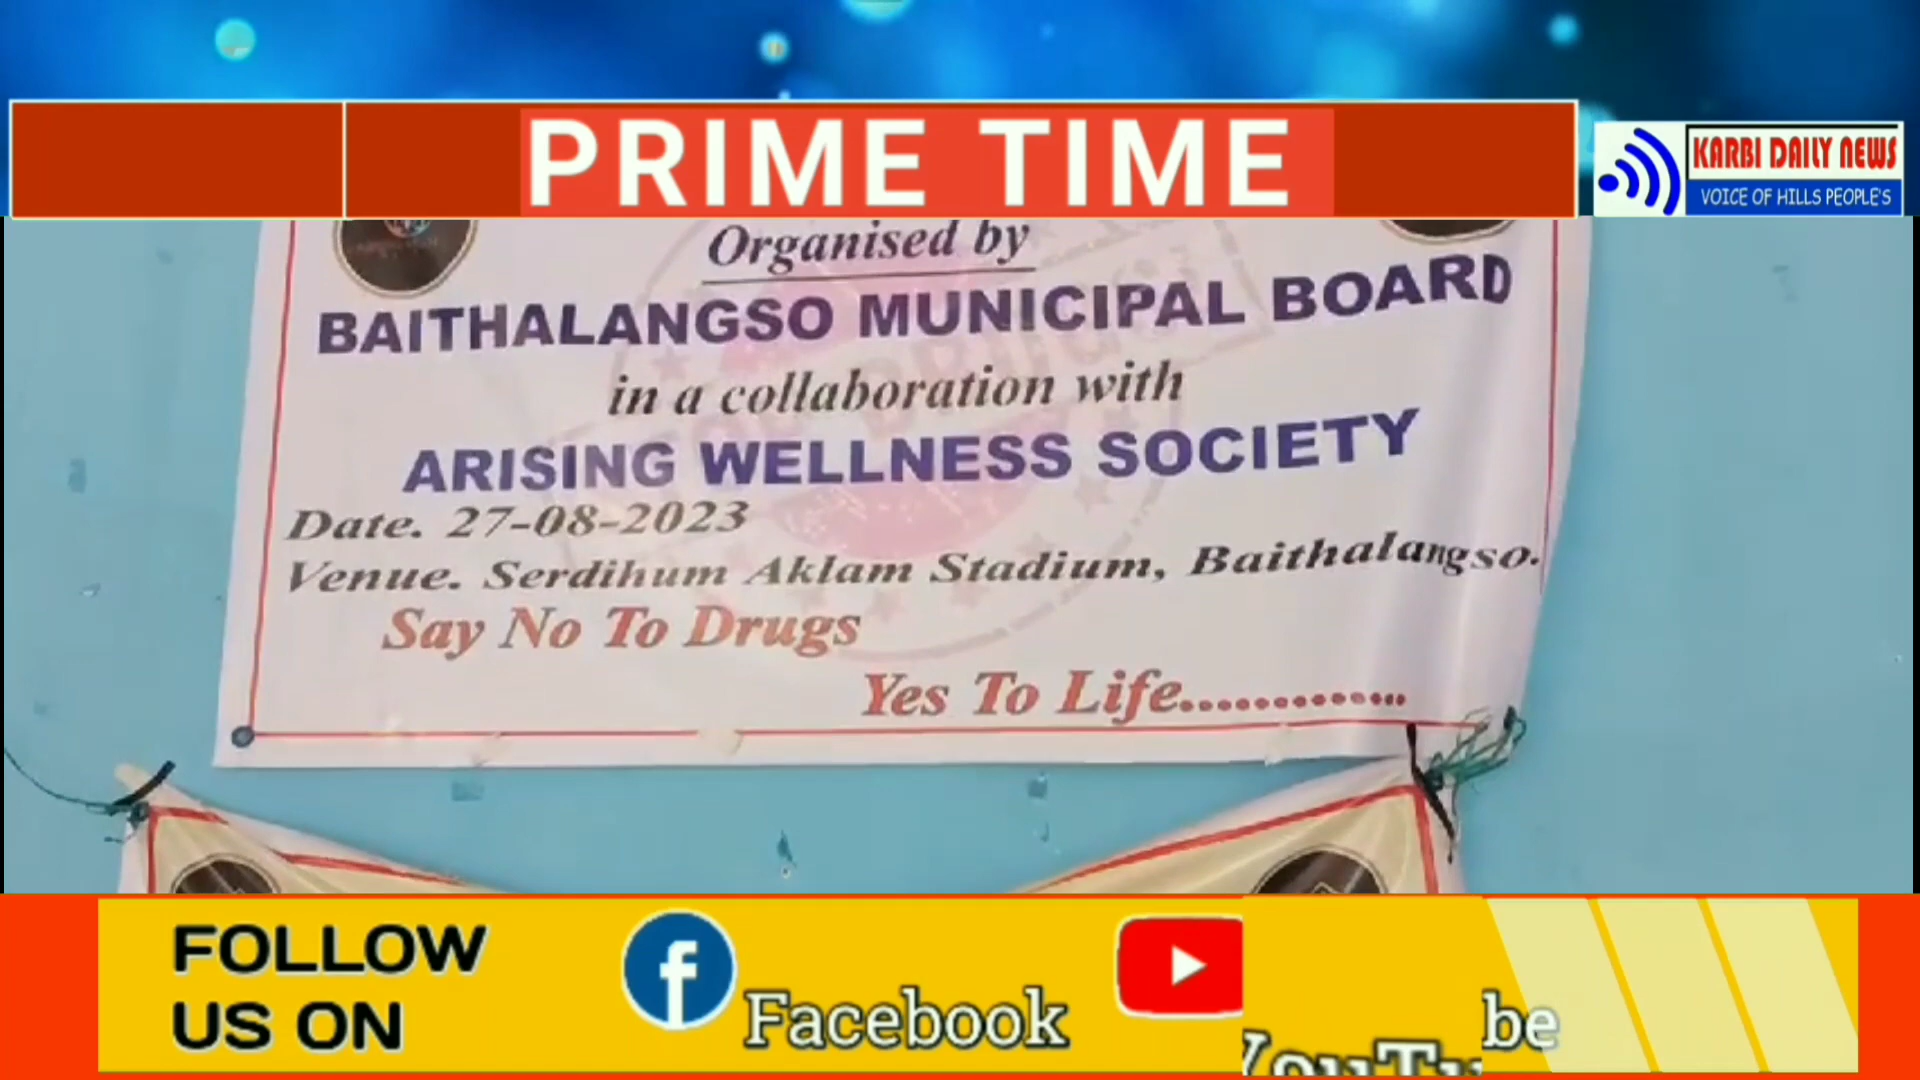 PRIME TIME
KARBI DAILY NEWS
VOICE OF HILLS PEOPLE'S
Organised by
BAITHALANGSO MUNICIPAL BOARD
in a collaboration with
ARISING WELLNESS SOCIETY
Date. 27-08-2023
Venue. Serdihum Aklam Stadium, Baithalangso.
Say No To Drugs
Yes To Life.............
FOLLOW
US ON
Facebook
YouTube